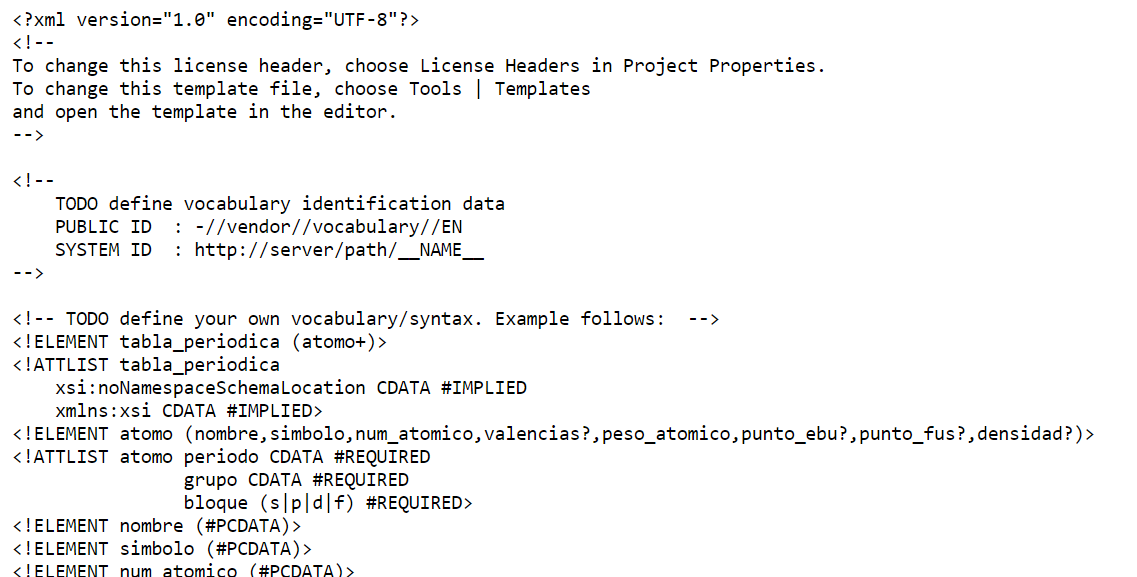 <?xml version="1.0" encoding="UTF-8"?>
<!--
To change this license header, choose License Headers in Project Properties.
To change this template file, choose Tools | Templates
and open the template in the editor.
-->

<!--
    TODO define vocabulary identification data
    PUBLIC ID  : -//vendor//vocabulary//EN
    SYSTEM ID  : http://server/path/__NAME__
-->

<!-- TODO define your own vocabulary/syntax. Example follows:  -->
<!ELEMENT tabla_periodica (atomo+)>
<!ATTLIST tabla_periodica
    xsi:noNamespaceSchemaLocation CDATA #IMPLIED
    xmlns:xsi CDATA #IMPLIED>
<!ELEMENT atomo (nombre,simbolo,num_atomico,valencias?,peso_atomico,punto_ebu?,punto_fus?,densidad?)>
<!ATTLIST atomo periodo CDATA #REQUIRED
                grupo CDATA #REQUIRED
                bloque (s|p|d|f) #REQUIRED>
<!ELEMENT nombre (#PCDATA)>
<!ELEMENT simbolo (#PCDATA)>
<!ELEMENT num_atomico (#PCDATA)>